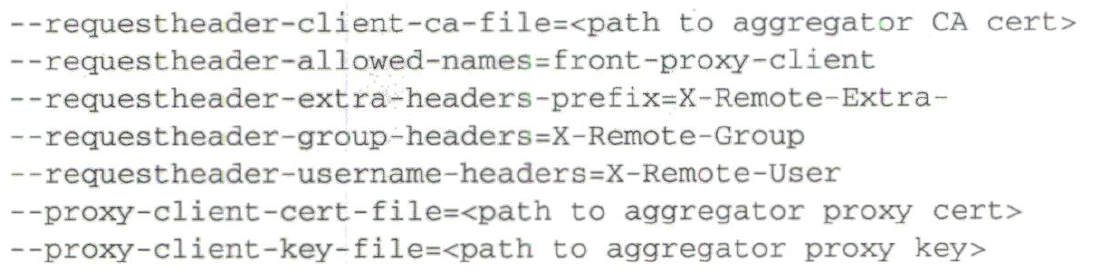 --requestheader-client-ca-file=<path to aggregator CA cert>
--requestheader-allowed-names=front-proxy-client
--requestheader-extra-headers-prefix=X-Remote-Extra-
--requestheader-group-headers=X-Remote-Group
--requestheader-username-headers=X-Remote-User
--proxy-client-cert-file=<path to aggregator proxy cert>
--proxy-client-key-file=<path to aggregator proxy key>